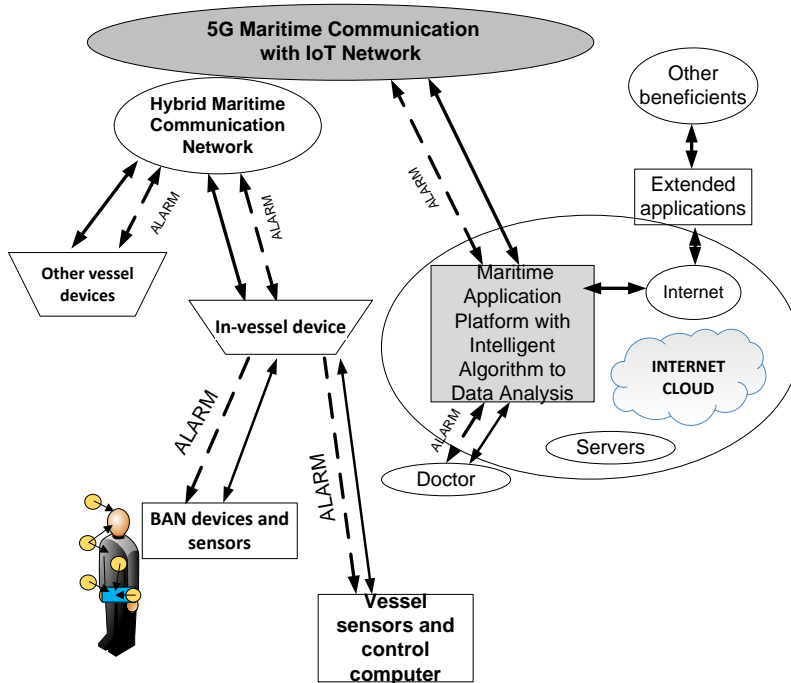 5G Maritime Communication
with IoT Network
Hybrid Maritime
Communication
Network
Other
beneficients
ALARM
ALARM
ALARM
Extended
applications
Other vessel
devices
In-vessel device
Maritime
Application
Platform with
Intelligent
Algorithm to
Data Analysis
Internet
INTERNET
CLOUD
ALARM
ALARM
ALARM
Servers
Doctor
BAN devices and
sensors
Vessel
sensors and
control
computer